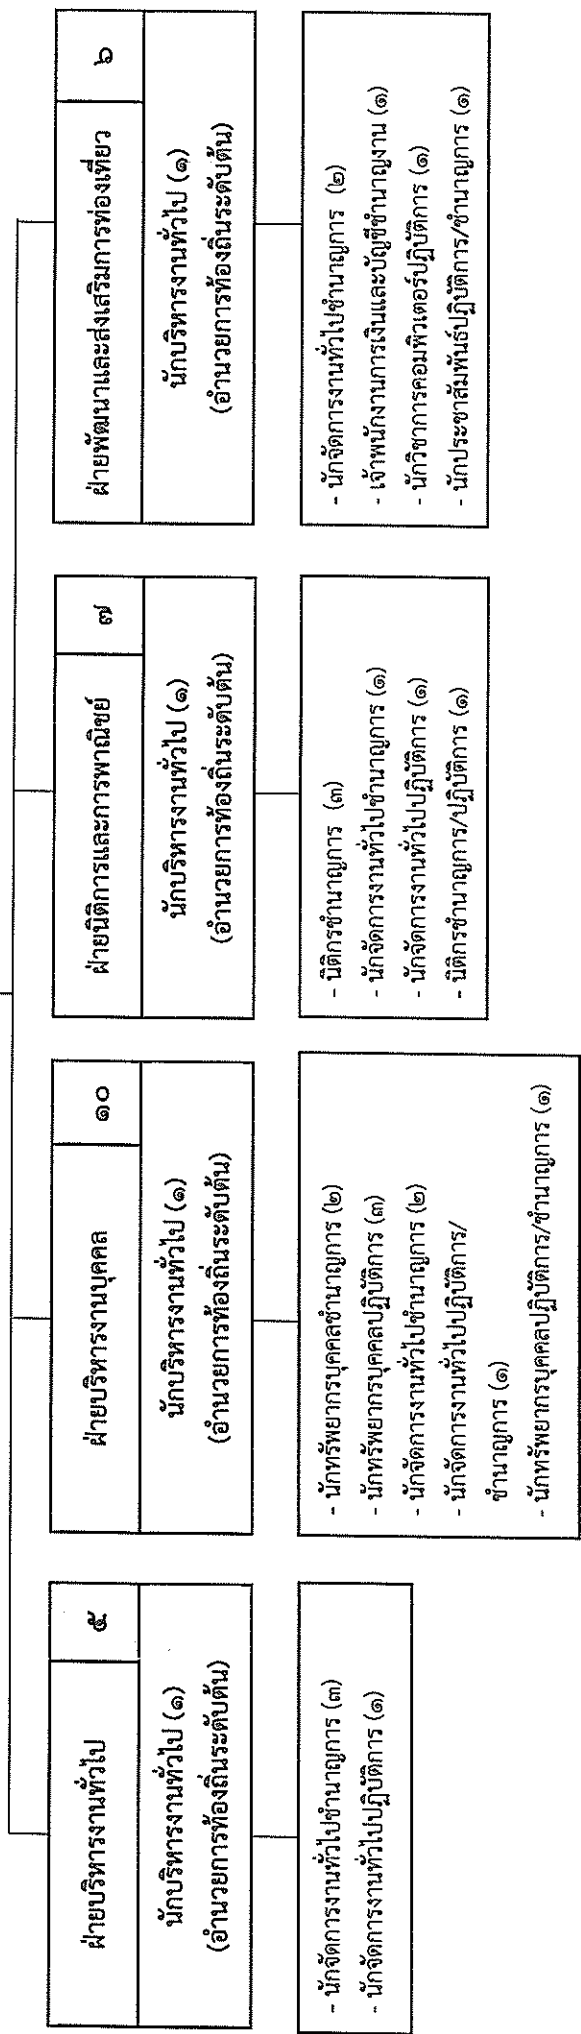 ฝ่ายบริหารงานทั่วไป
๕
นักบริหารงานทั่วไป (๑)
(อำนวยการท้องถิ่นระดับต้น)
- นักจัดการงานทั่วไปชำนาญการ (๓)
- นักจัดการงานทั่วไปปฏิบัติการ (๑)
ฝ่ายบริหารงานบุคคล
๑๐
นักบริหารงานทั่วไป (๑)
(อำนวยการท้องถิ่นระดับต้น)
- นักทรัพยากรบุคคลชำนาญการ (๒)
- นักทรัพยากรบุคคลปฏิบัติการ (๓)
- นักจัดการงานทั่วไปชำนาญการ (๒)
- นักจัดการงานทั่วไปปฏิบัติการ/
ชำนาญการ (๑)
- นักทรัพยากรบุคคลปฏิบัติการ/ชำนาญการ (๑)
ฝ่ายนิติการและการพาณิชย์
๗
นักบริหารงานทั่วไป (๑)
(อำนวยการท้องถิ่นระดับต้น)
- นิติกรชำนาญการ (๓)
- นักจัดการงานทั่วไปชำนาญการ (๑)
- นักจัดการงานทั่วไปปฏิบัติการ (๑)
- นิติกรชำนาญการ/ปฏิบัติการ (๑)
ฝ่ายพัฒนาและส่งเสริมการท่องเที่ยว
๖
นักบริหารงานทั่วไป (๑)
(อำนวยการท้องถิ่นระดับต้น)
- นักจัดการงานทั่วไปชำนาญการ (๒)
- เจ้าพนักงานการเงินและบัญชีชำนาญงาน (๑)
- นักวิชาการคอมพิวเตอร์ปฏิบัติการ (๑)
- นักประชาสัมพันธ์ปฏิบัติการ/ชำนาญการ (๑)